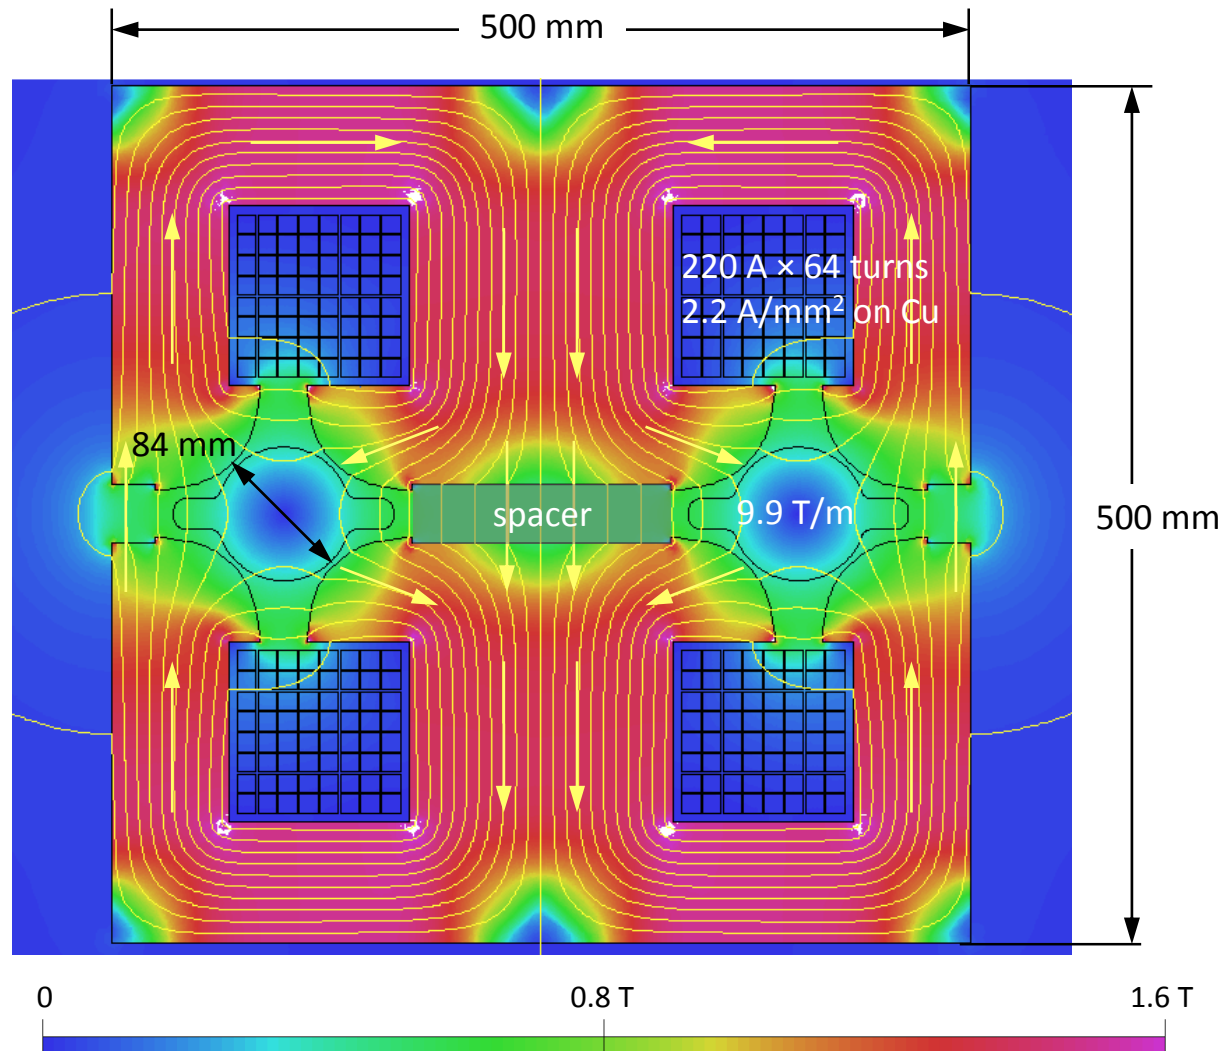 500 mm
220 A × 64 turns
2.2 A/mm² on Cu
84 mm
spacer
9.9 T/m
500 mm
0
0.8 T
1.6 T